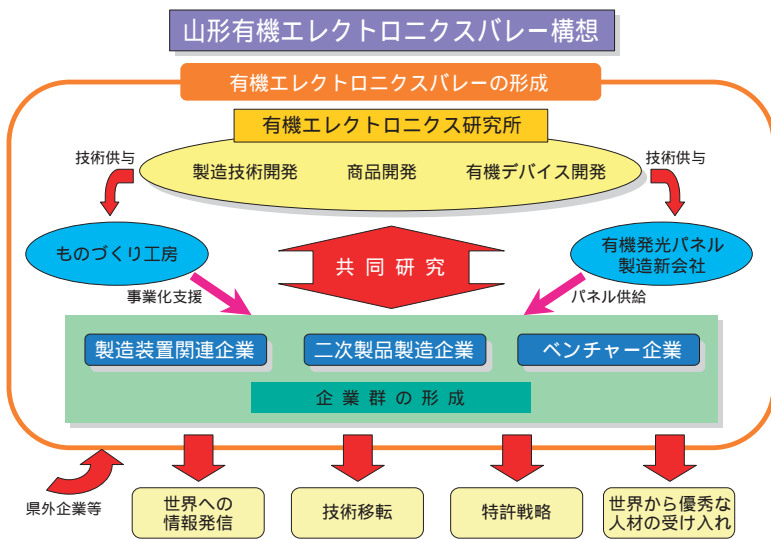 山形有機エレクトロニクスバレー構想
有機エレクトロニクスバレーの形成
有機エレクトロニクス研究所
製造技術開発 商品開発 有機デバイス開発
技術供与
技術供与
ものづくり工房
共同研究
有機発光パネル
製造新会社
事業化支援
パネル供給
製造装置関連企業
二次製品製造企業
ベンチャー企業
企業群の形成
県外企業等
世界への
情報発信
技術移転
特許戦略
世界から優秀な
人材の受け入れ